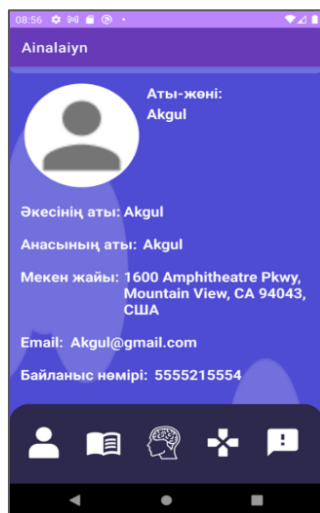 08:56
Ainalaiyn
Аты-жөні:
Akgul
Әкесінің аты: Akgul
Анасының аты: Akgul
Мекен жайы: 1600 Amphitheatre Pkwy,
Mountain View, CA 94043,
США
Email: Akgul@gmail.com
Байланыс нөмірі: 5555215554